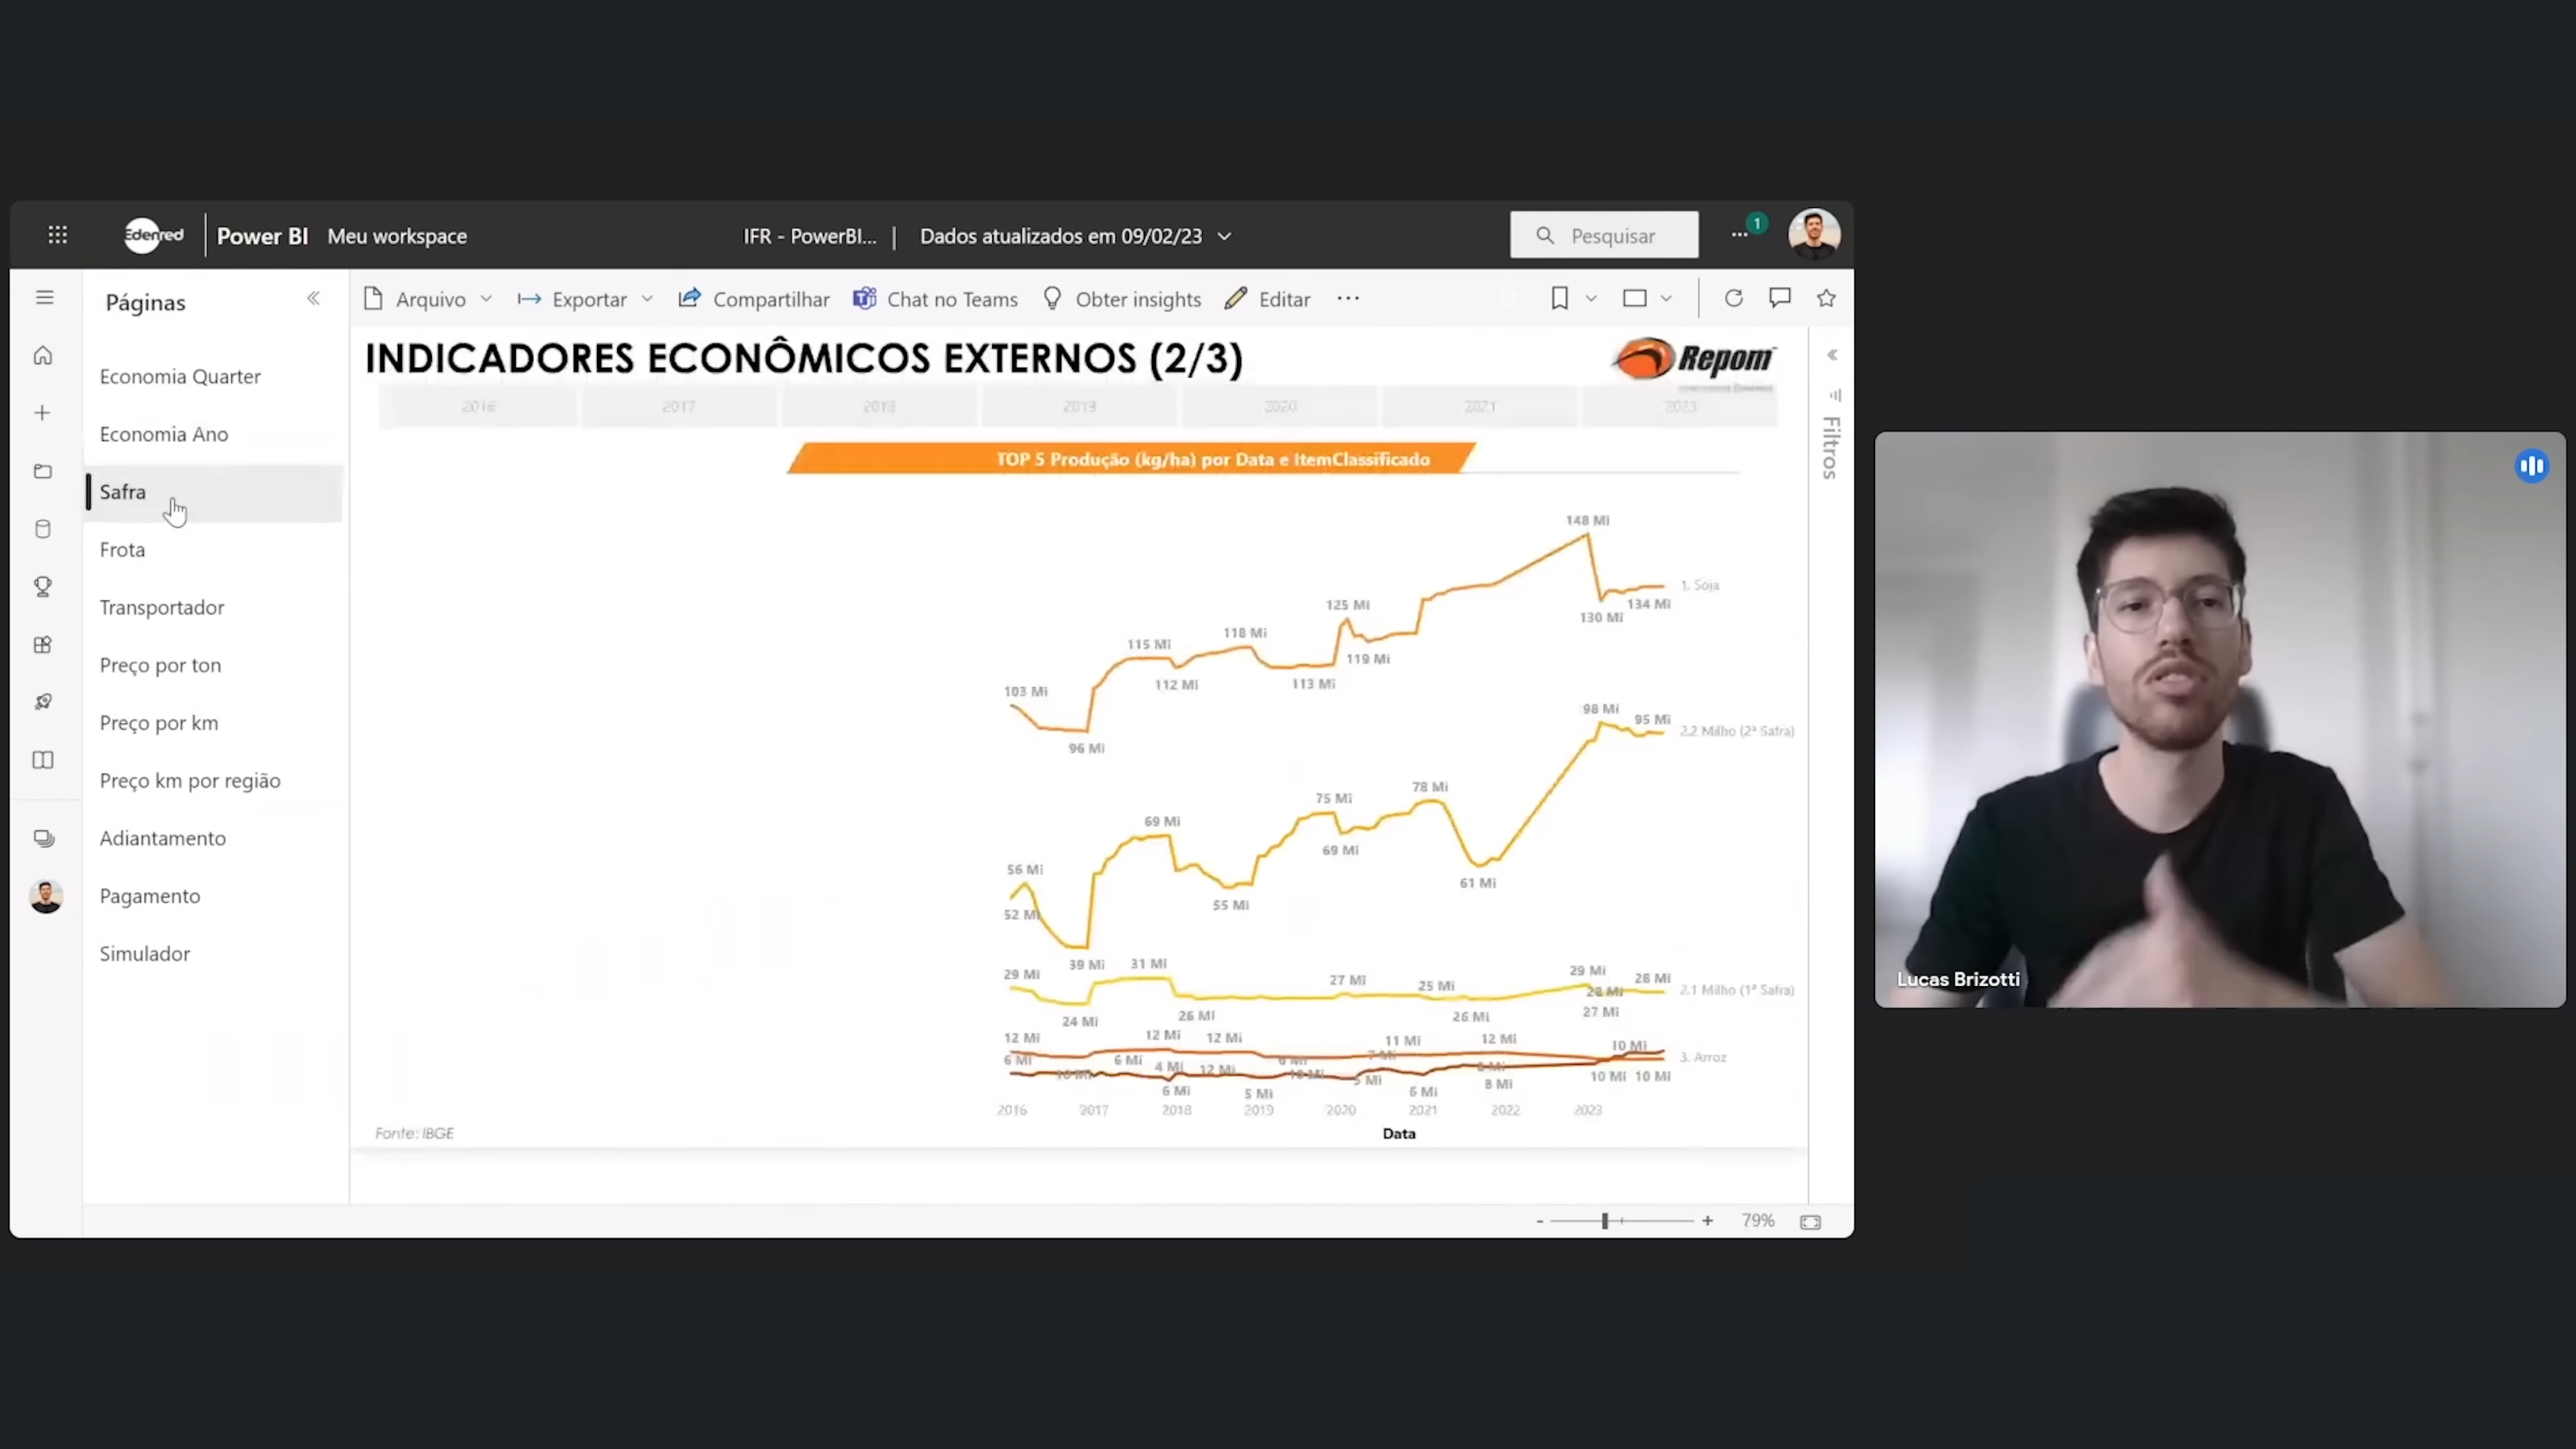 Edenred
Power BI
Meu workspace
IFR - PowerBI... | Dados atualizados em 09/02/23
Pesquisar
1
Páginas
Arquivo
Exportar
Compartilhar
Chat no Teams
Obter insights
Editar
Economia Quarter
Economia Ano
Safra
Frota
Transportador
Preço por ton
Preço por km
Preço km por região
Adiantamento
Pagamento
Simulador
INDICADORES ECONÔMICOS EXTERNOS (2/3)
Repom
Filtros
2016 2017 2018 2019 2020 2021 2023
TOP 5 Produção (kg/ha) por Data e ItemClassificado
148 Mi
125 Mi
1. Soja
134 Mi
130 Mi
118 Mi
115 Mi
119 Mi
112 Mi
113 Mi
103 Mi
96 Mi
98 Mi
95 Mi
2.2 Milho (2ª Safra)
75 Mi
78 Mi
69 Mi
69 Mi
56 Mi
61 Mi
55 Mi
52 Mi
39 Mi
31 Mi
29 Mi
27 Mi
25 Mi
29 Mi
28 Mi
2.1 Milho (1ª Safra)
27 Mi
24 Mi
26 Mi
26 Mi
12 Mi
12 Mi
12 Mi
11 Mi
12 Mi
10 Mi
3. Arroz
6 Mi
6 Mi
4 Mi
12 Mi
5 Mi
10 Mi
10 Mi
6 Mi
5 Mi
6 Mi
8 Mi
2016 2017 2018 2019 2020 2021 2022 2023
Fonte: IBGE
Data
- + 79%
Lucas Brizotti